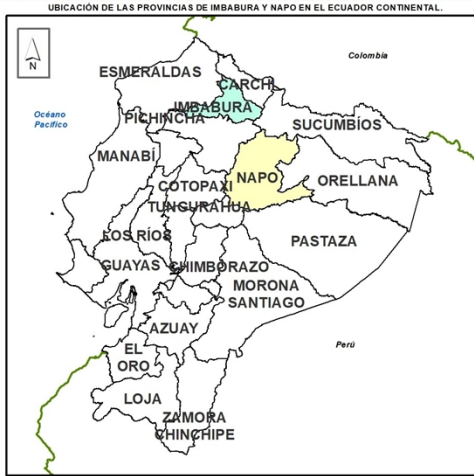 UBICACIÓN DE LAS PROVINCIAS DE IMBABURA Y NAPO EN EL ECUADOR CONTINENTAL.
N
Colombia
ESMERALDAS
CARCHI
IMBABURA
Océano
Pacífico
PICHINCHA
SUCUMBÍOS
MANABÍ
NAPO
ORELLANA
COTOPAXI
TUNGURAHUA
LOS RÍOS
PASTAZA
GUAYAS
CHIMBORAZO
MORONA
SANTIAGO
AZUAY
Perú
EL
ORO
LOJA
ZAMORA
CHINCHIPE